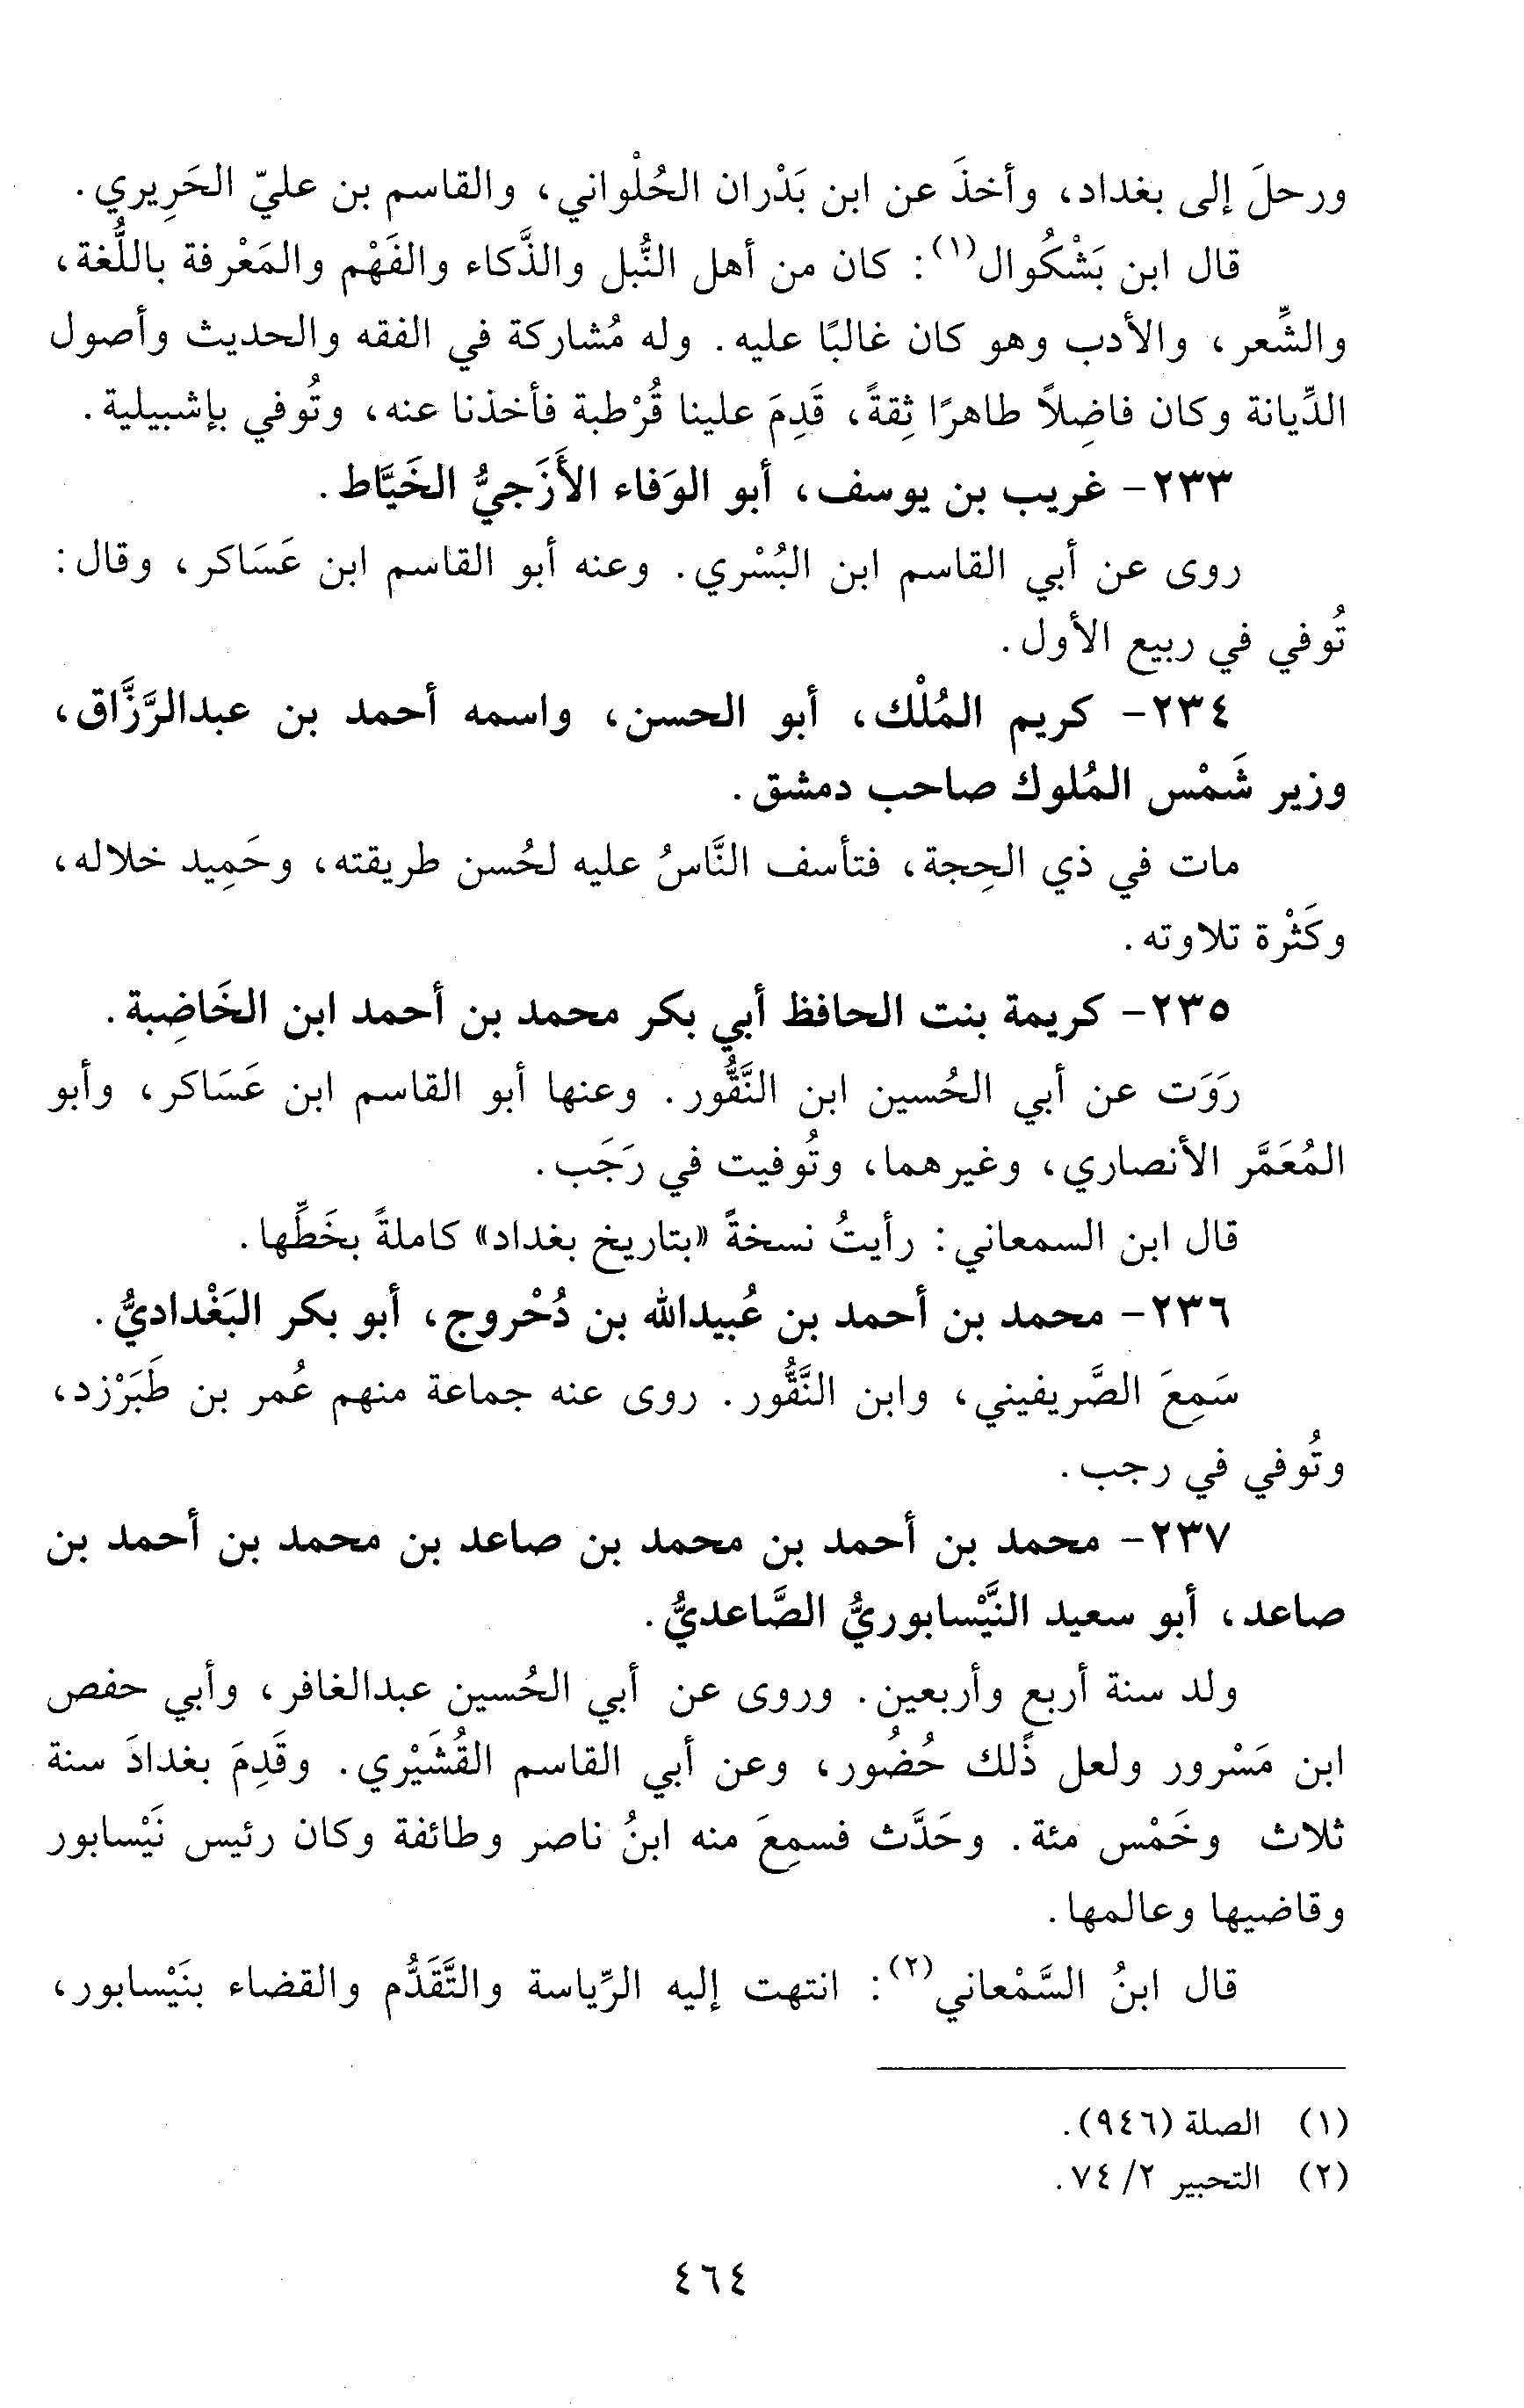 ورحلَ إلى بغداد، وأخذَ عن ابن بَدْران الحُلْواني، والقاسم بن عليّ الحَرِيري.
قال ابن بَشْكُوال(١): كان من أهل النُّبل والذَّكاء والفَهْم والمَعْرفة باللُّغة،
والشِّعر، والأدب وهو كان غالبًا عليه. وله مُشاركة في الفقه والحديث وأصول
الدِّيانة وكان فاضِلاً طاهرًا ثِقةً، قَدِمَ علينا قُرْطبة فأخذنا عنه، وتُوفي بإشبيلية.
٢٣٣- غريب بن يوسف، أبو الوَفاء الأَزَجيُّ الخَيَّاط.
روى عن أبي القاسم ابن البُسْري. وعنه أبو القاسم ابن عَسَاكر، وقال:
تُوفي في ربيع الأول.
٢٣٤- كريم المُلْك، أبو الحسن، واسمه أحمد بن عبدالرَّزَّاق،
وزير شَمْس المُلوك صاحب دمشق.
مات في ذي الحِجة، فتأسف النَّاسُ عليه لحُسن طريقته، وحَمِيد خلاله،
وكَثْرة تلاوته.
٢٣٥- كريمة بنت الحافظ أبي بكر محمد بن أحمد ابن الخَاضِبة.
رَوَت عن أبي الحُسين ابن النَّقُّور. وعنها أبو القاسم ابن عَسَاكر، وأبو
المُعَمَّر الأنصاري، وغيرهما، وتُوفيت في رَجَب.
قال ابن السمعاني: رأيتُ نسخةً «بتاريخ بغداد» كاملةً بخَطِّها.
٢٣٦- محمد بن أحمد بن عُبيدالله بن دُحْروج، أبو بكر البَغْداديُّ.
سَمِعَ الصَّريفيني، وابن النَّقُّور. روى عنه جماعة منهم عُمر بن طَبَرْزد،
وتُوفي في رجب.
٢٣٧- محمد بن أحمد بن محمد بن صاعد بن محمد بن أحمد بن
صاعد، أبو سعيد النَّيْسابوريُّ الصَّاعديُّ.
ولد سنة أربع وأربعين. وروى عن أبي الحُسين عبدالغافر، وأبي حفص
ابن مَسْرور ولعل ذٰلك حُضُور، وعن أبي القاسم القُشَيْري. وقَدِمَ بغدادَ سنة
ثلاث وخَمْس مئة. وحَدَّث فسمِعَ منه ابنُ ناصر وطائفة وكان رئيس نَيْسابور
وقاضيها وعالمها.
قال ابنُ السَّمْعاني(٢): انتهت إليه الرِّياسة والتَّقَدُّم والقضاء بنَيْسابور،
(١) الصلة (٩٤٦).
(٢) التحبير ٢/ ٧٤.
٤٦٤